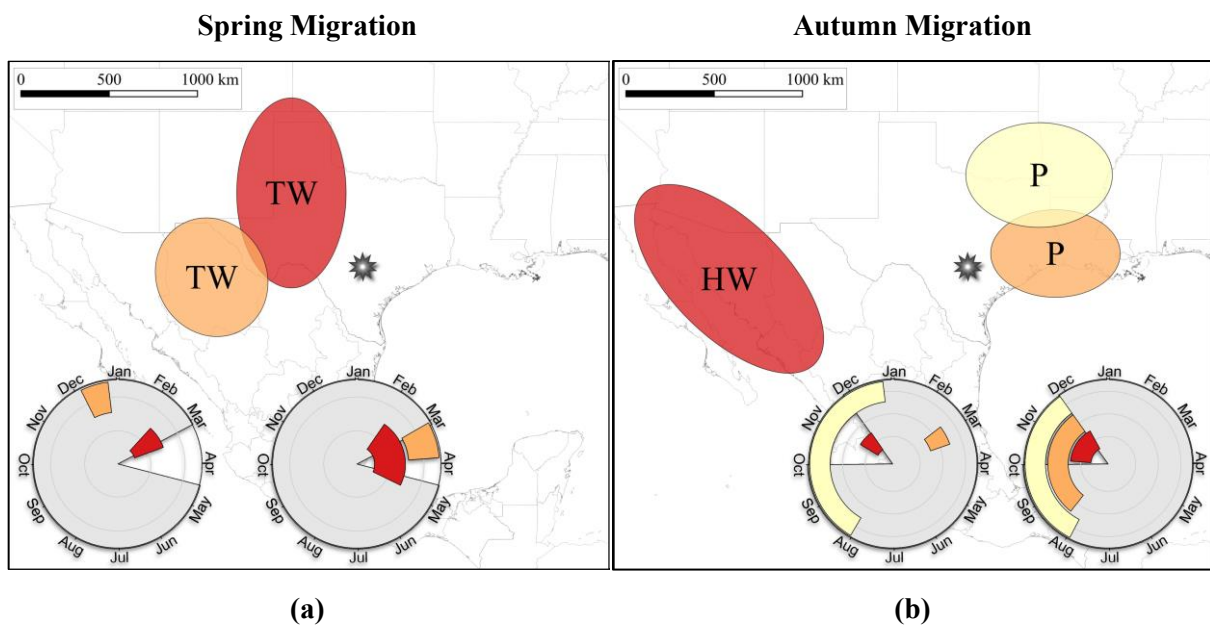 Spring Migration
Autumn Migration
0 500 1000 km
0 500 1000 km
TW
TW
P
P
HW
Jan
Feb
Mar
Apr
May
Jun
Jul
Aug
Sep
Oct
Nov
Dec
Jan
Feb
Mar
Apr
May
Jun
Jul
Aug
Sep
Oct
Nov
Dec
Jan
Feb
Mar
Apr
May
Jun
Jul
Aug
Sep
Oct
Nov
Dec
Jan
Feb
Mar
Apr
May
Jun
Jul
Aug
Sep
Oct
Nov
Dec
(a)
(b)